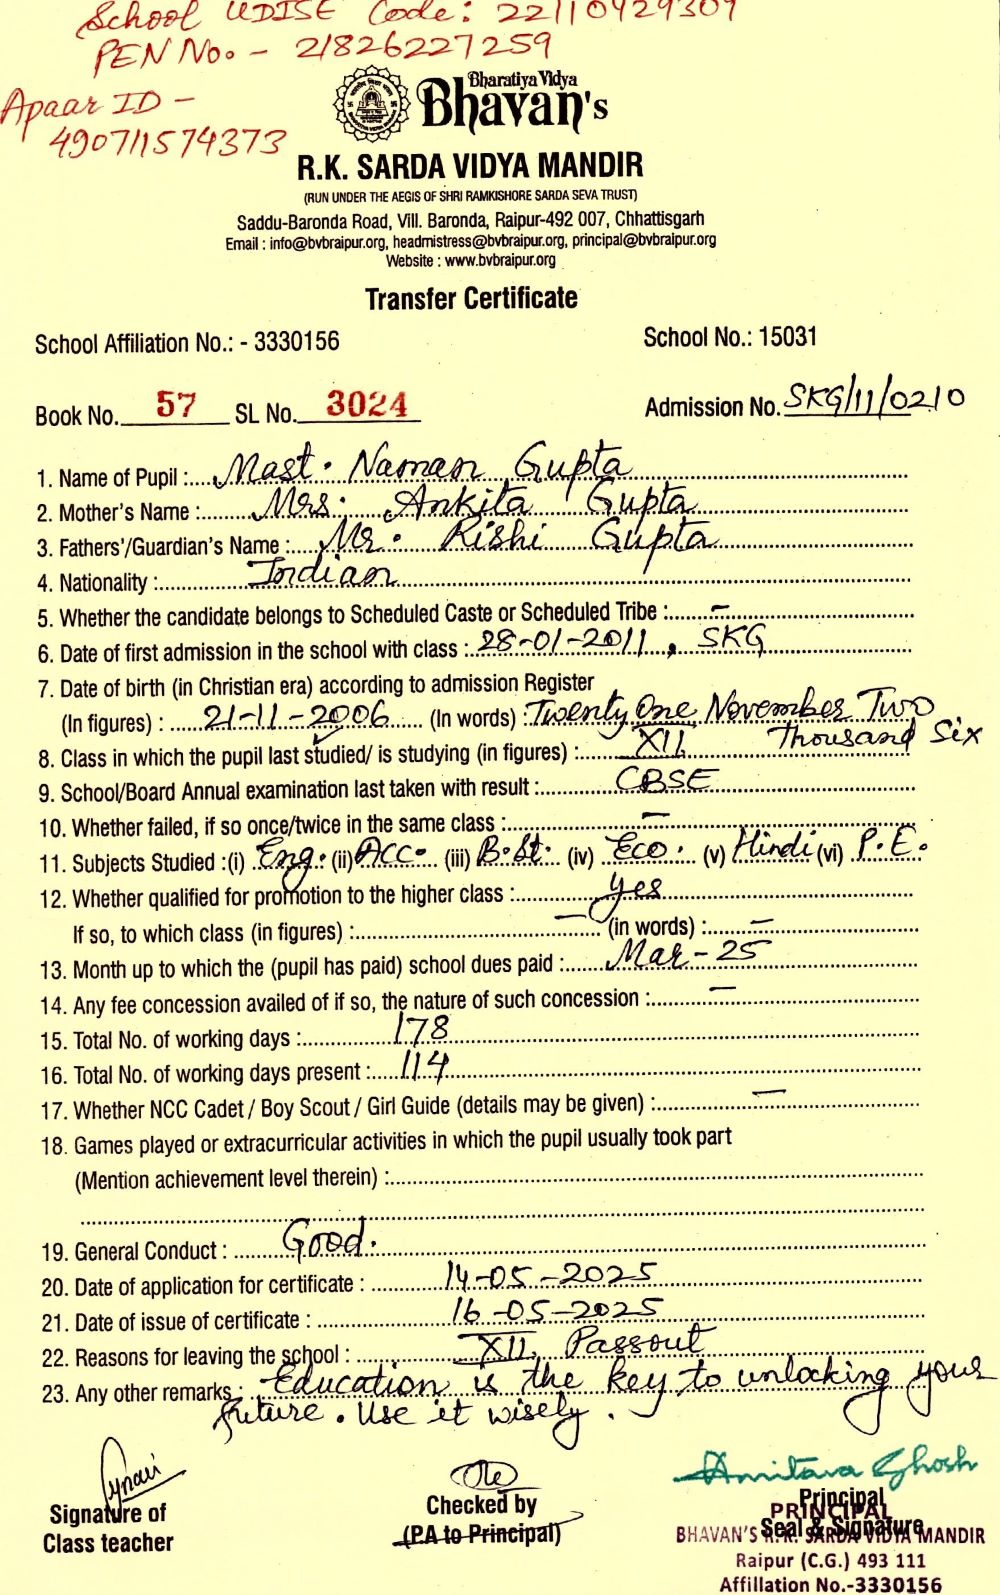 School UDISE Code: 22110429309
PEN No. - 21826227259
Apaar ID -
490711574373
Bharatiya Vidya
Bhavan's
R.K. SARDA VIDYA MANDIR
(RUN UNDER THE AEGIS OF SHRI RAMKISHORE SARDA SEVA TRUST)
Saddu-Baronda Road, Vill. Baronda, Raipur-492 007, Chhattisgarh
Email : info@bvbraipur.org, headmistress@bvbraipur.org, principal@bvbraipur.org
Website : www.bvbraipur.org
Transfer Certificate
School Affiliation No.: - 3330156 School No.: 15031
Book No. 57 SL No. 3024 Admission No. SKG/11/0210
1. Name of Pupil : Mast. Naman Gupta
2. Mother's Name : Mrs. Ankita Gupta
3. Fathers'/Guardian's Name : Mr. Rishi Gupta
4. Nationality : Indian
5. Whether the candidate belongs to Scheduled Caste or Scheduled Tribe : -
6. Date of first admission in the school with class : 28-01-2011, SKG
7. Date of birth (in Christian era) according to admission Register
(In figures) : 21-11-2006 (In words) : Twenty One November Two
Thousand Six
8. Class in which the pupil last studied/ is studying (in figures) : XII
9. School/Board Annual examination last taken with result : CBSE
10. Whether failed, if so once/twice in the same class : -
11. Subjects Studied :(i) Eng. (ii) Acc. (iii) B.St. (iv) Eco. (v) Hindi (vi) P.E.
12. Whether qualified for promotion to the higher class : Yes
If so, to which class (in figures) : - (in words) : -
13. Month up to which the (pupil has paid) school dues paid : Mar-25
14. Any fee concession availed of if so, the nature of such concession : -
15. Total No. of working days : 178
16. Total No. of working days present : 114
17. Whether NCC Cadet / Boy Scout / Girl Guide (details may be given) : -
18. Games played or extracurricular activities in which the pupil usually took part
(Mention achievement level therein) :
19. General Conduct : Good.
20. Date of application for certificate : 14-05-2025
21. Date of issue of certificate : 16-05-2025
22. Reasons for leaving the school : XII Passout
23. Any other remarks : Education is the key to unlocking your
future. Use it wisely.
Amitava Ghosh
Signature of
Class teacher
Checked by
(P.A to Principal)
Principal
Seal & Signature
PRINCIPAL
BHAVAN'S R.K. SARDA VIDYA MANDIR
Raipur (C.G.) 493 111
Affillation No.-3330156